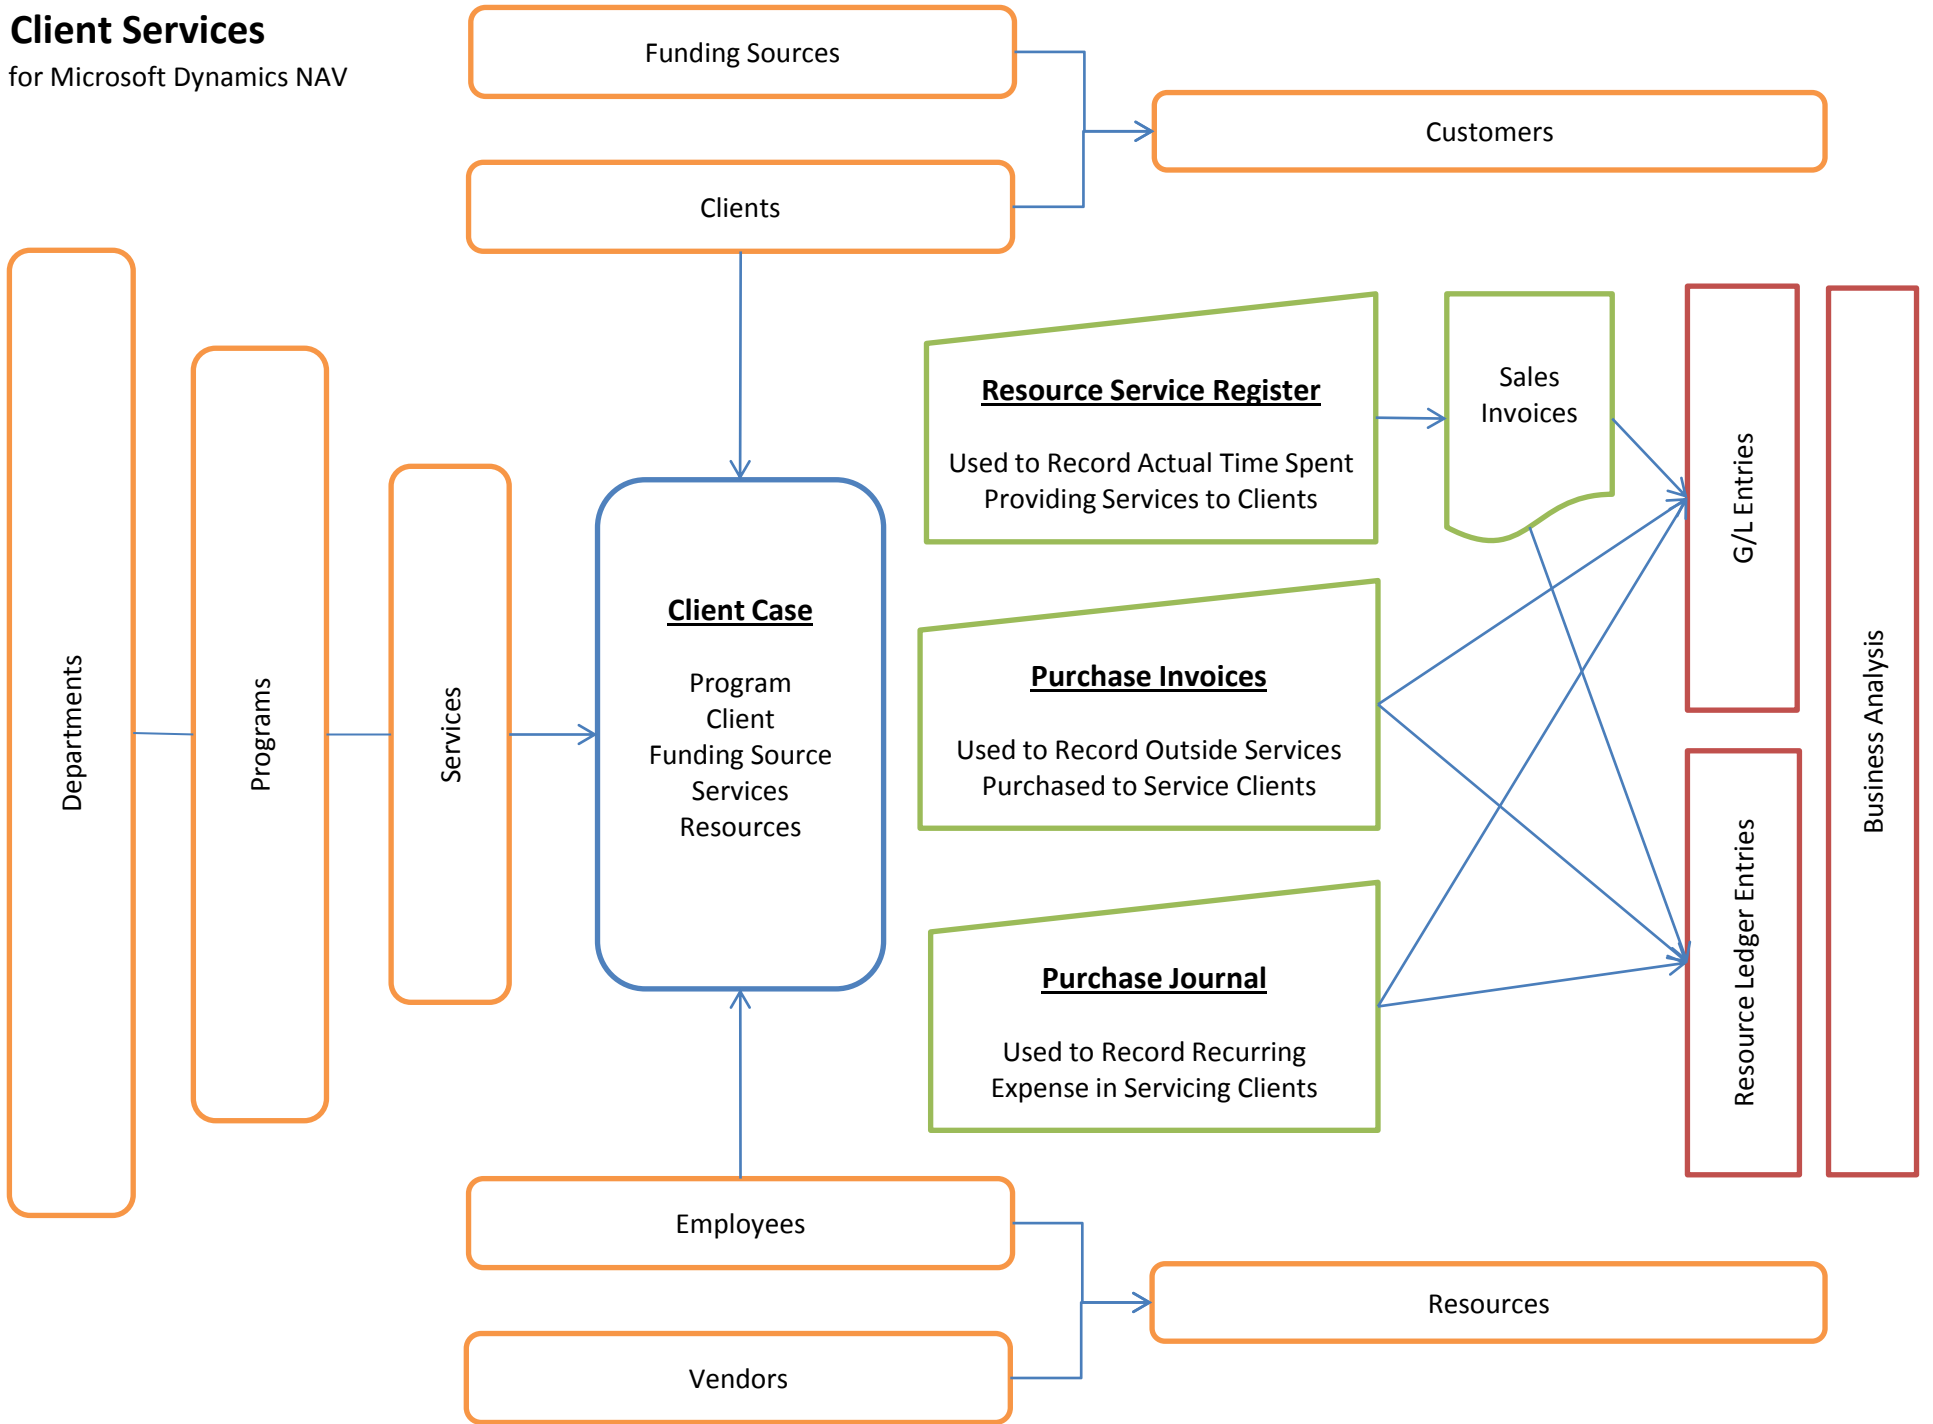 Client Services
for Microsoft Dynamics NAV
Funding Sources
Customers
Clients
Departments
Programs
Services
Client Case
Program
Client
Funding Source
Services
Resources
Resource Service Register
Used to Record Actual Time Spent
Providing Services to Clients
Sales
Invoices
Purchase Invoices
Used to Record Outside Services
Purchased to Service Clients
Purchase Journal
Used to Record Recurring
Expense in Servicing Clients
G/L Entries
Resource Ledger Entries
Business Analysis
Employees
Resources
Vendors